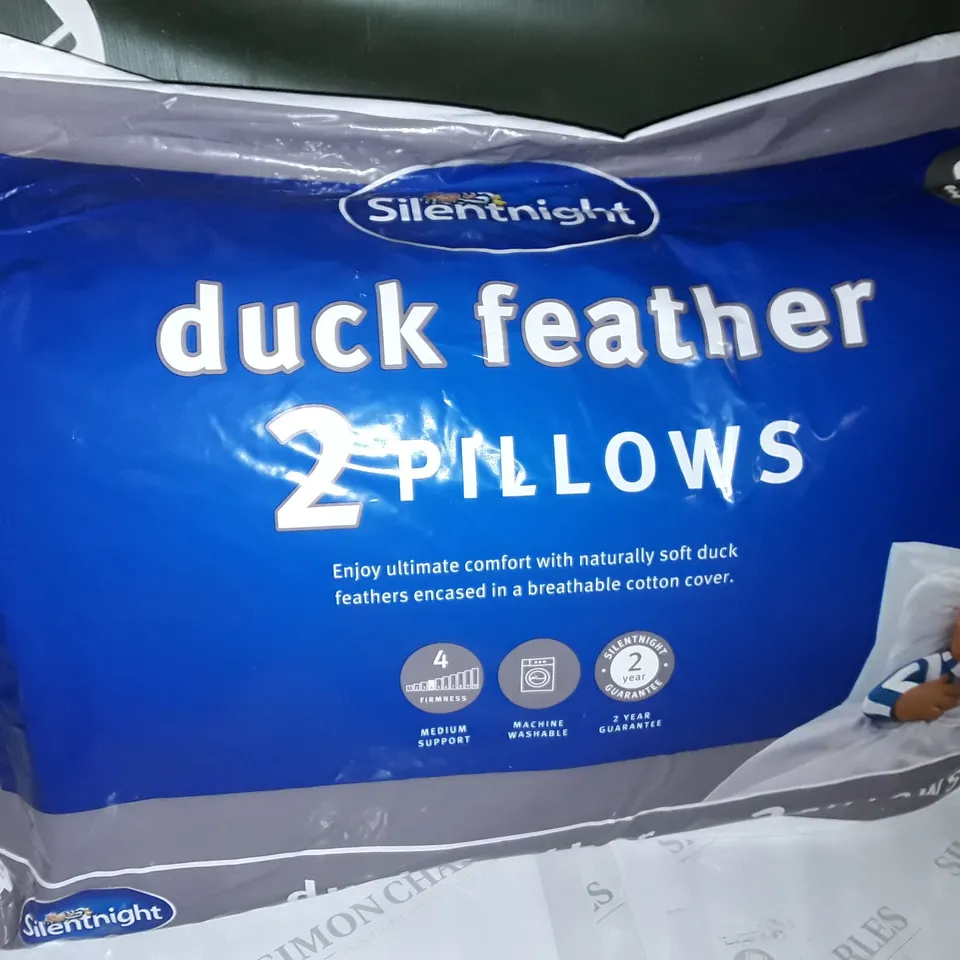 Silentnight
duck feather
2 PILLOWS
Enjoy ultimate comfort with naturally soft duck
feathers encased in a breathable cotton cover.
4
FIRMNESS
MEDIUM
SUPPORT
MACHINE
WASHABLE
SILENTNIGHT
2
year
GUARANTEE
2 YEAR
GUARANTEE
Silentnight
SIMON